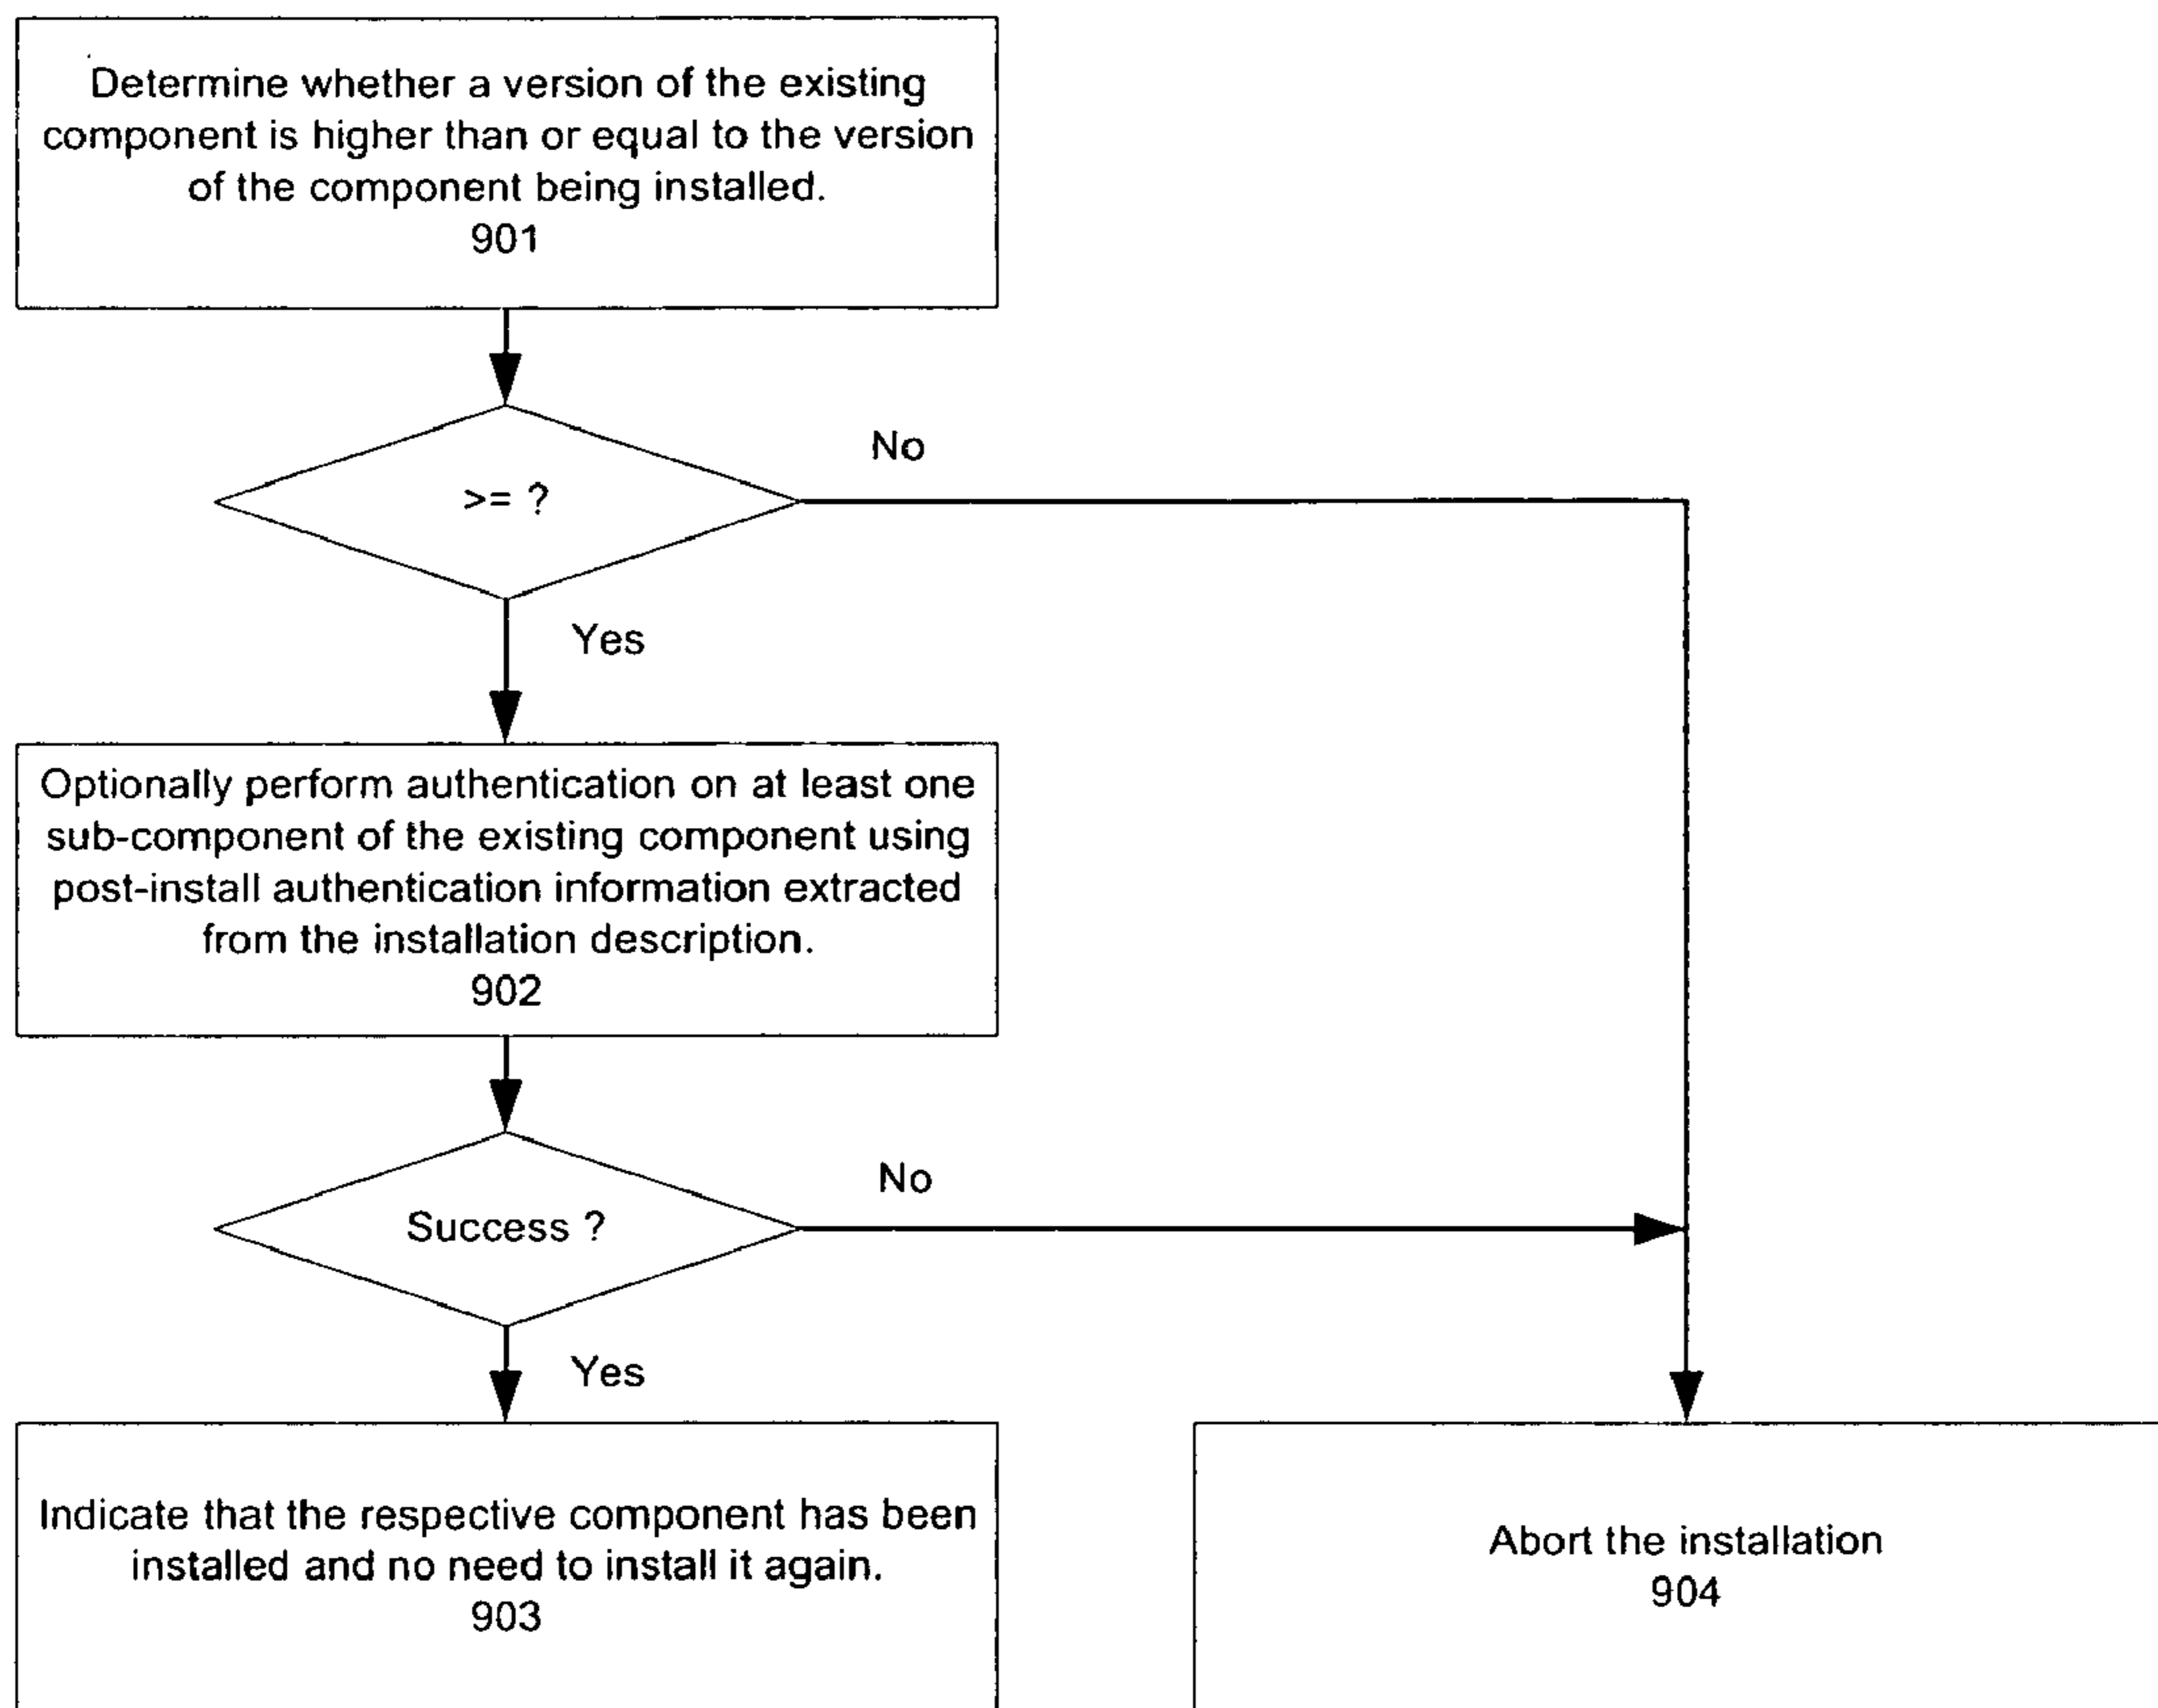 Determine whether a version of the existing
component is higher than or equal to the version
of the component being installed.
901
No
>= ?
Yes
Optionally perform authentication on at least one
sub-component of the existing component using
post-install authentication information extracted
from the installation description.
902
No
Success ?
Yes
Indicate that the respective component has been
installed and no need to install it again.
903
Abort the installation
904